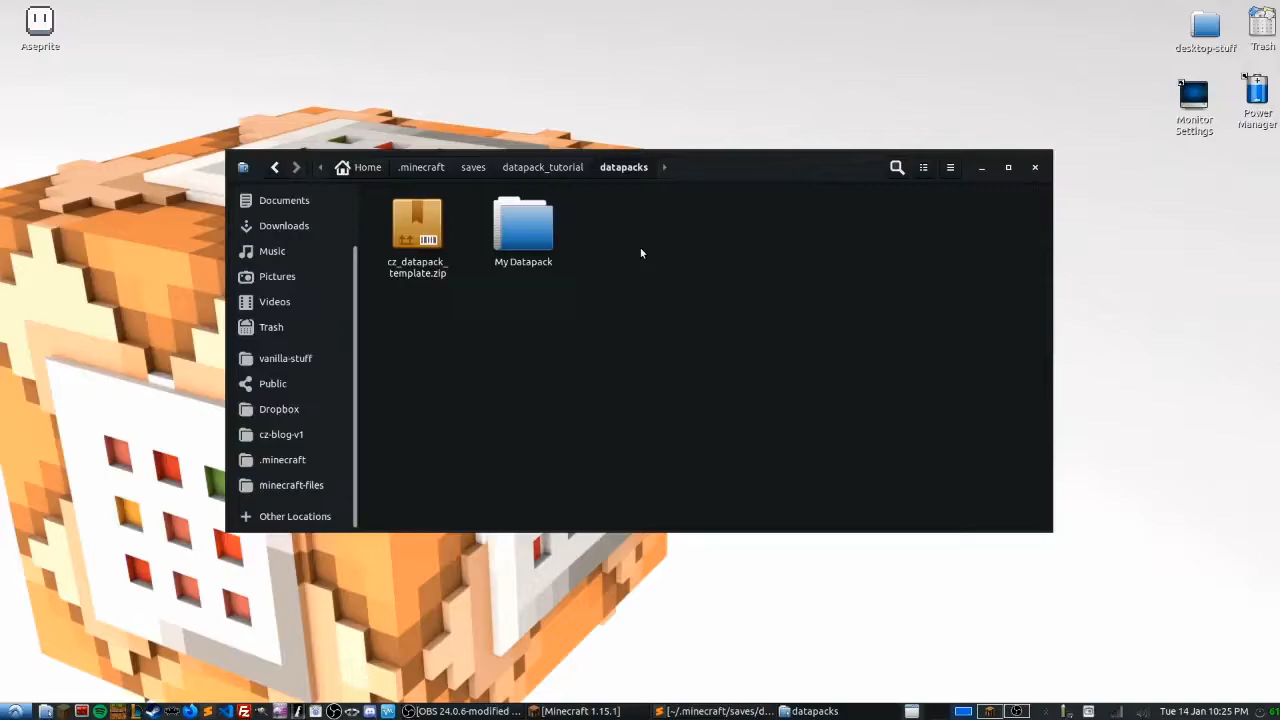 Aseprite
desktop-stuff
Trash
Monitor
Settings
Power
Manager
Home
.minecraft
saves
datapack_tutorial
datapacks
Documents
Downloads
Music
Pictures
Videos
Trash
vanilla-stuff
Public
Dropbox
cz-blog-v1
.minecraft
minecraft-files
Other Locations
cz_datapack_
template.zip
My Datapack
[OBS 24.0.6-modified ...
[Minecraft 1.15.1]
[~/.minecraft/saves/d...
datapacks
Tue 14 Jan, 10:25 PM